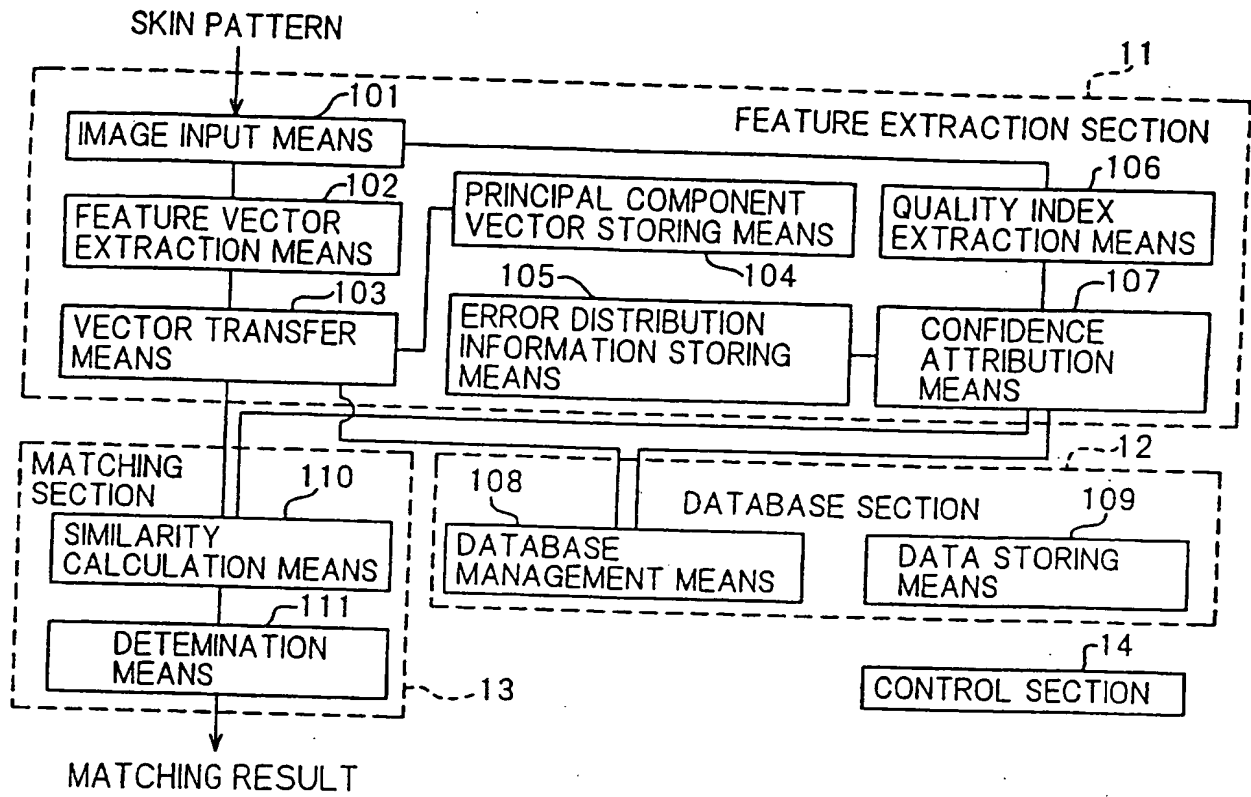 SKIN PATTERN
11
FEATURE EXTRACTION SECTION
101
IMAGE INPUT MEANS
102
FEATURE VECTOR
EXTRACTION MEANS
103
VECTOR TRANSFER
MEANS
PRINCIPAL COMPONENT
VECTOR STORING MEANS
104
105
ERROR DISTRIBUTION
INFORMATION STORING
MEANS
106
QUALITY INDEX
EXTRACTION MEANS
107
CONFIDENCE
ATTRIBUTION
MEANS
MATCHING
SECTION
110
SIMILARITY
CALCULATION MEANS
111
DETEMINATION
MEANS
13
12
DATABASE SECTION
108
DATABASE
MANAGEMENT MEANS
109
DATA STORING
MEANS
14
CONTROL SECTION
MATCHING RESULT